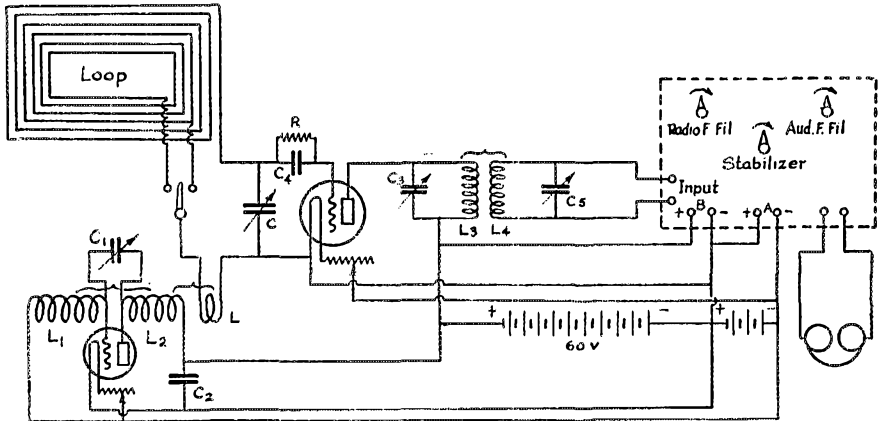 Loop
R
C4
C
C3
L3 L4
C5
Radio F Fil
Aud. F. Fil
Stabilizer
Input
+ B - + A -
C1
L1
L2
L
C2
+ - + -
60 v